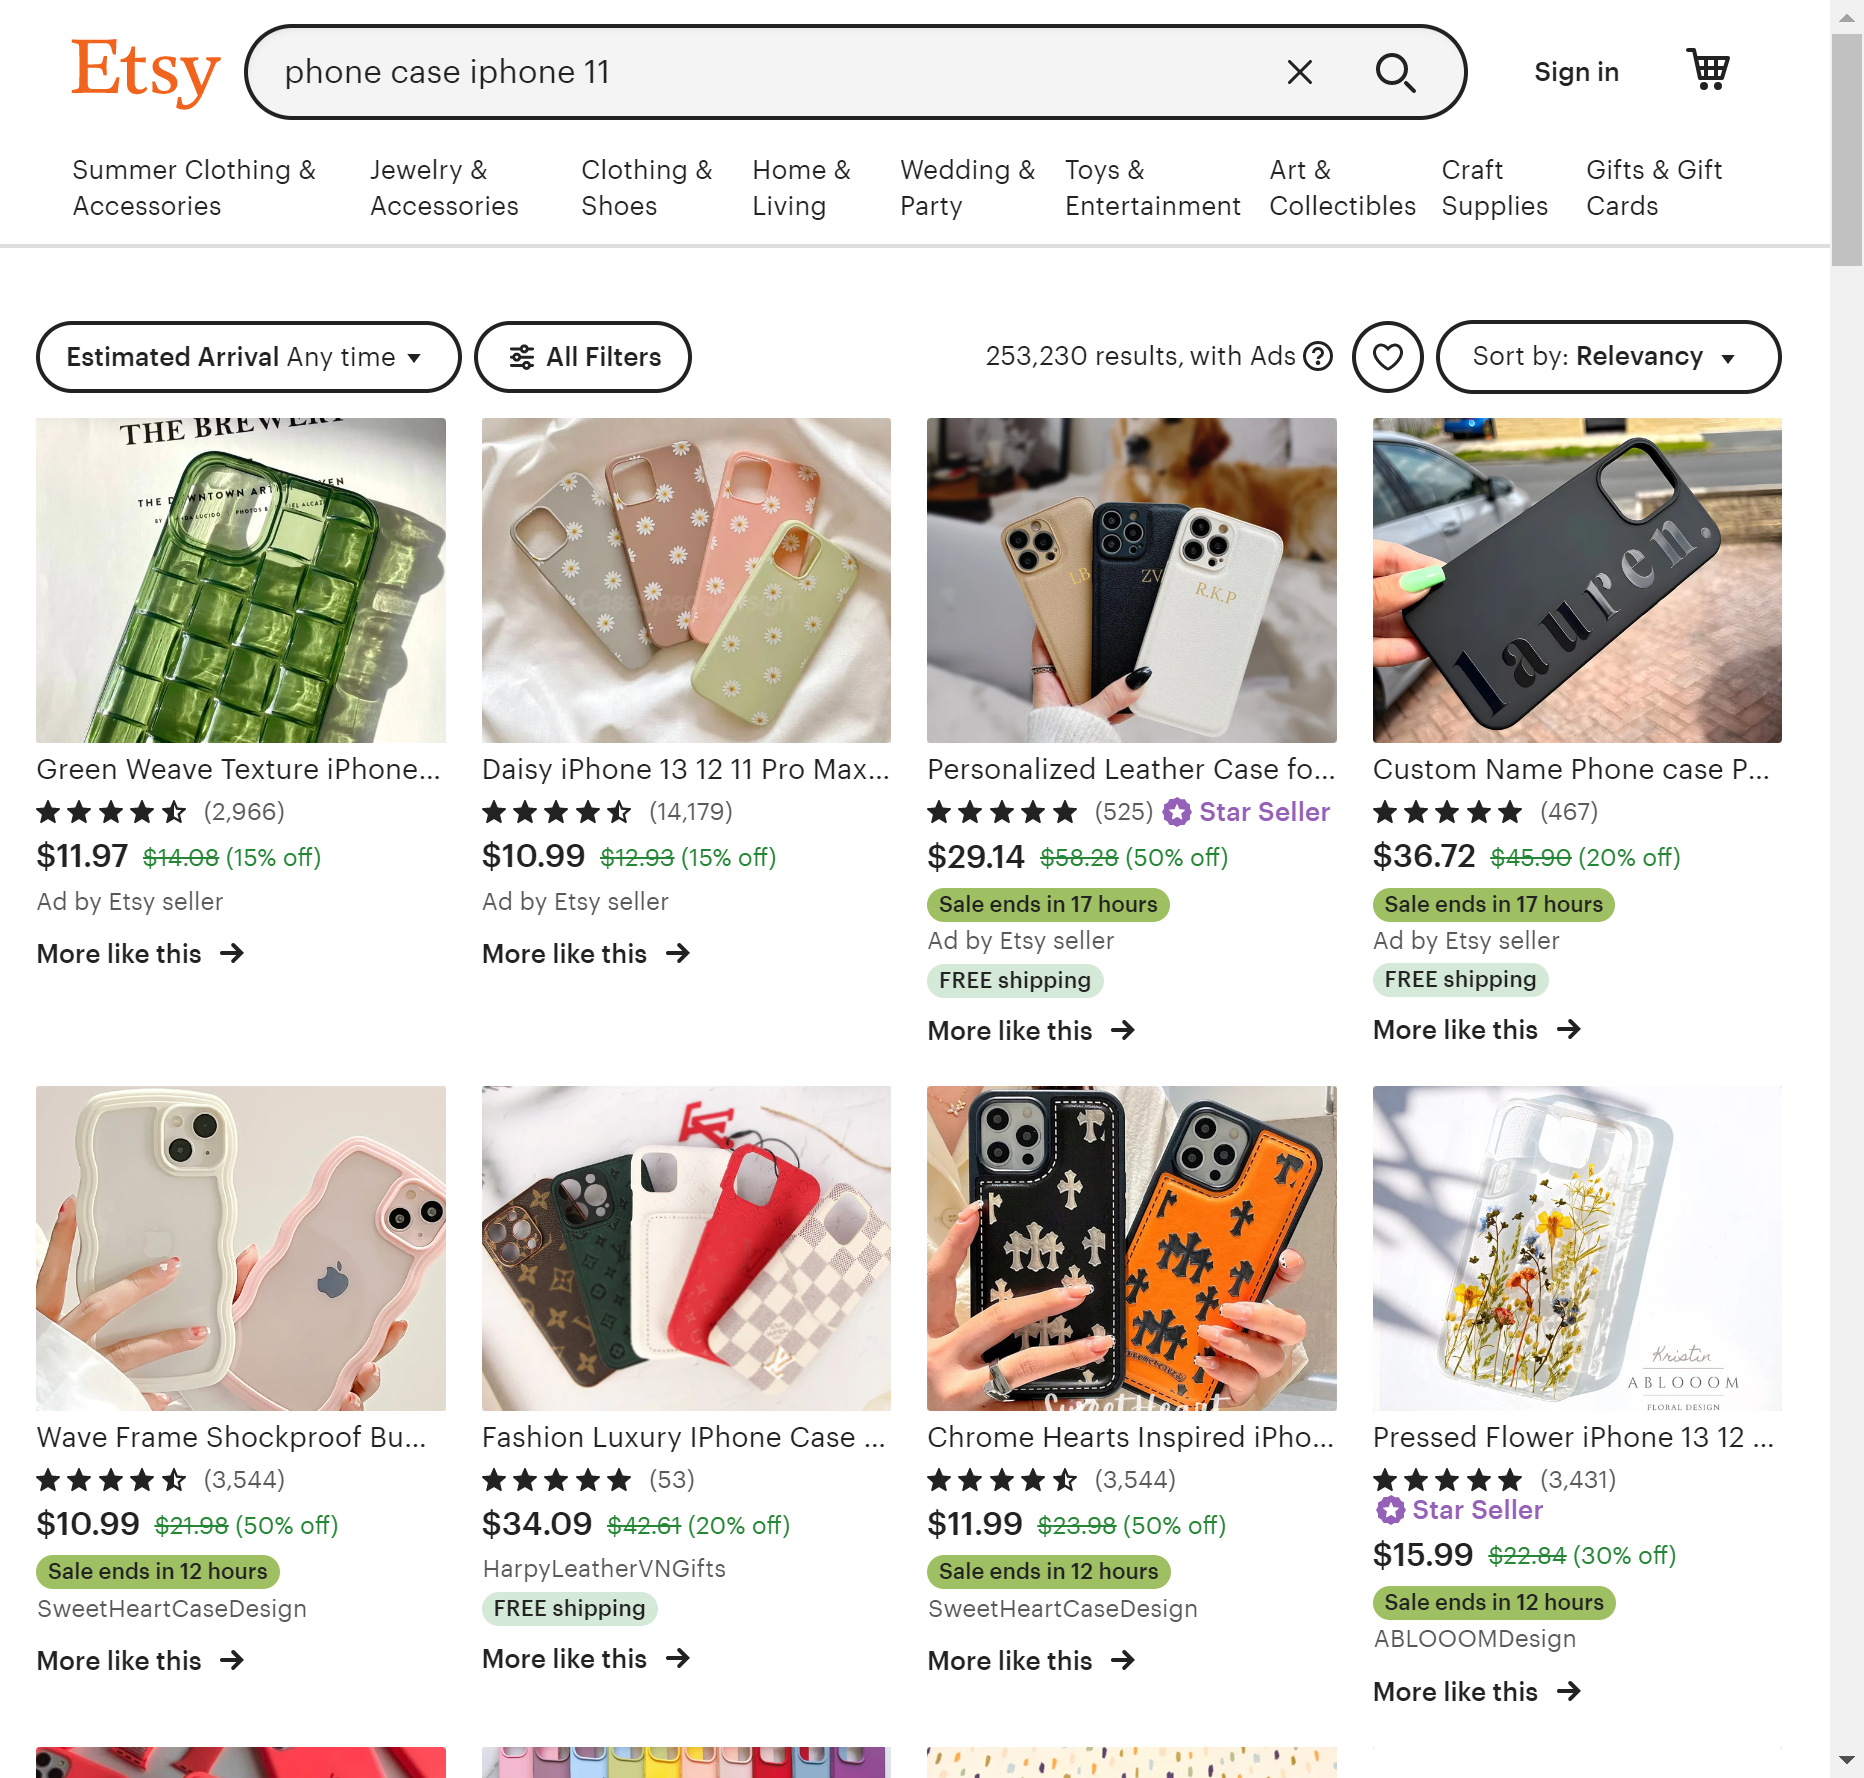 Etsy
phone case iphone 11
Sign in
Summer Clothing &
Accessories
Jewelry &
Accessories
Clothing &
Shoes
Home &
Living
Wedding &
Party
Toys &
Entertainment
Art &
Collectibles
Craft
Supplies
Gifts & Gift
Cards
Estimated Arrival Any time
All Filters
253,230 results, with Ads
Sort by: Relevancy
THE BREWERY
LB
ZV
R.K.P
lauren.
Green Weave Texture iPhone...
(2,966)
$11.97 $14.08 (15% off)
Ad by Etsy seller
More like this
Daisy iPhone 13 12 11 Pro Max...
(14,179)
$10.99 $12.93 (15% off)
Ad by Etsy seller
More like this
Personalized Leather Case fo...
(525) Star Seller
$29.14 $58.28 (50% off)
Sale ends in 17 hours
Ad by Etsy seller
FREE shipping
More like this
Custom Name Phone case P...
(467)
$36.72 $45.90 (20% off)
Sale ends in 17 hours
Ad by Etsy seller
FREE shipping
More like this
SweetHeart
Kristin
ABLOOOM
FLORAL DESIGN
Wave Frame Shockproof Bu...
(3,544)
$10.99 $21.98 (50% off)
Sale ends in 12 hours
SweetHeartCaseDesign
More like this
Fashion Luxury IPhone Case ...
(53)
$34.09 $42.61 (20% off)
HarpyLeatherVNGifts
FREE shipping
More like this
Chrome Hearts Inspired iPho...
(3,544)
$11.99 $23.98 (50% off)
Sale ends in 12 hours
SweetHeartCaseDesign
More like this
Pressed Flower iPhone 13 12 ...
(3,431)
Star Seller
$15.99 $22.84 (30% off)
Sale ends in 12 hours
ABLOOOMDesign
More like this